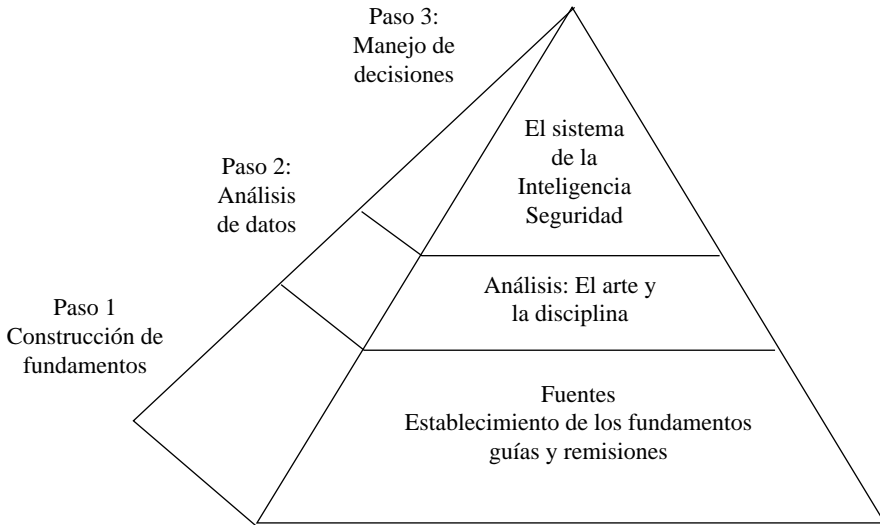 Paso 3:
Manejo de
decisiones
El sistema
de la
Inteligencia
Seguridad
Paso 2:
Análisis
de datos
Análisis: El arte y
la disciplina
Paso 1
Construcción de
fundamentos
Fuentes
Establecimiento de los fundamentos
guías y remisiones